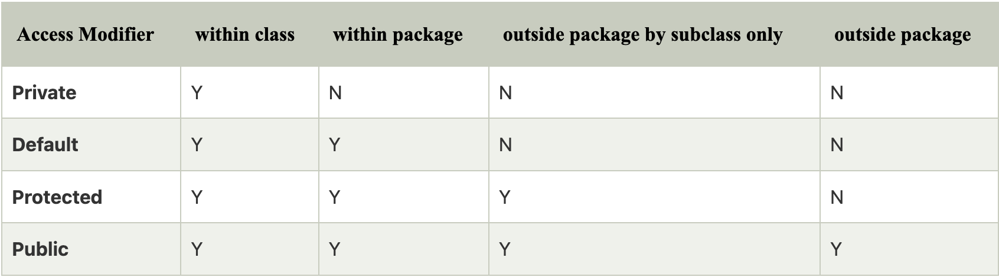 Access Modifier within class within package outside package by subclass only outside package
Private Y N N N
Default Y Y N N
Protected Y Y Y N
Public Y Y Y Y